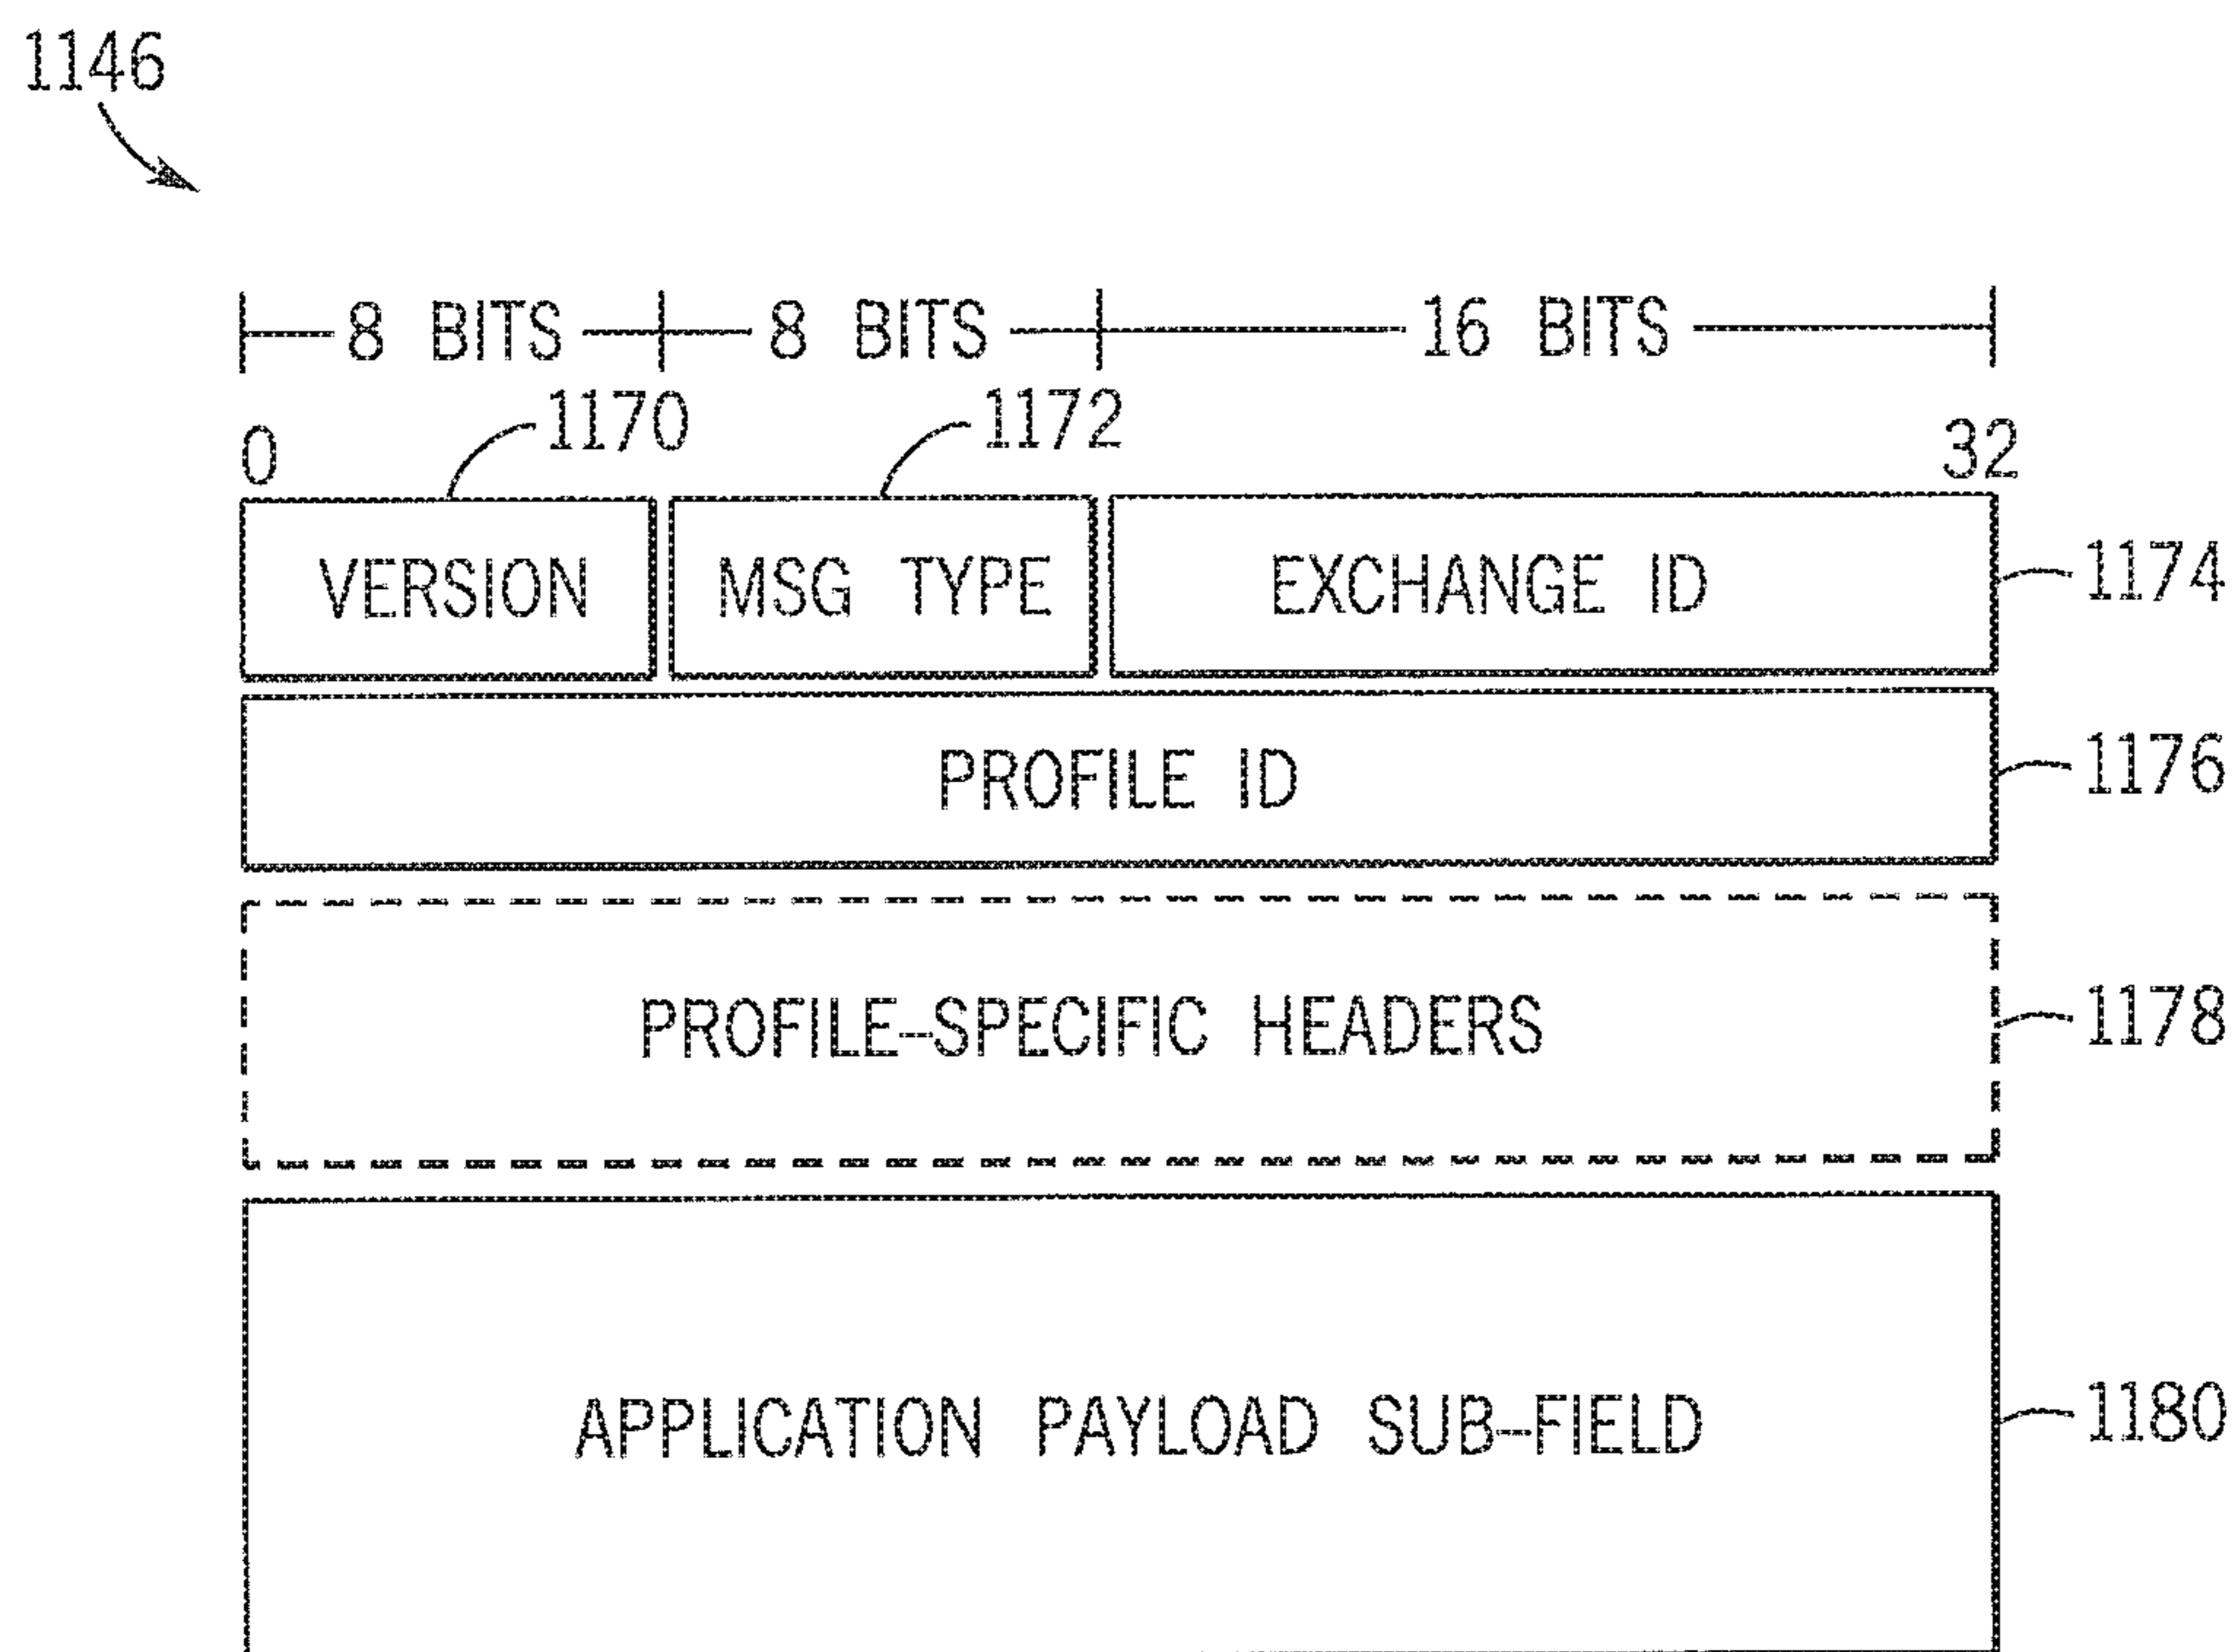 1146
8 BITS 8 BITS 16 BITS
1170 1172
0 32
VERSION MSG TYPE EXCHANGE ID 1174
PROFILE ID 1176
PROFILE-SPECIFIC HEADERS 1178
APPLICATION PAYLOAD SUB-FIELD 1180